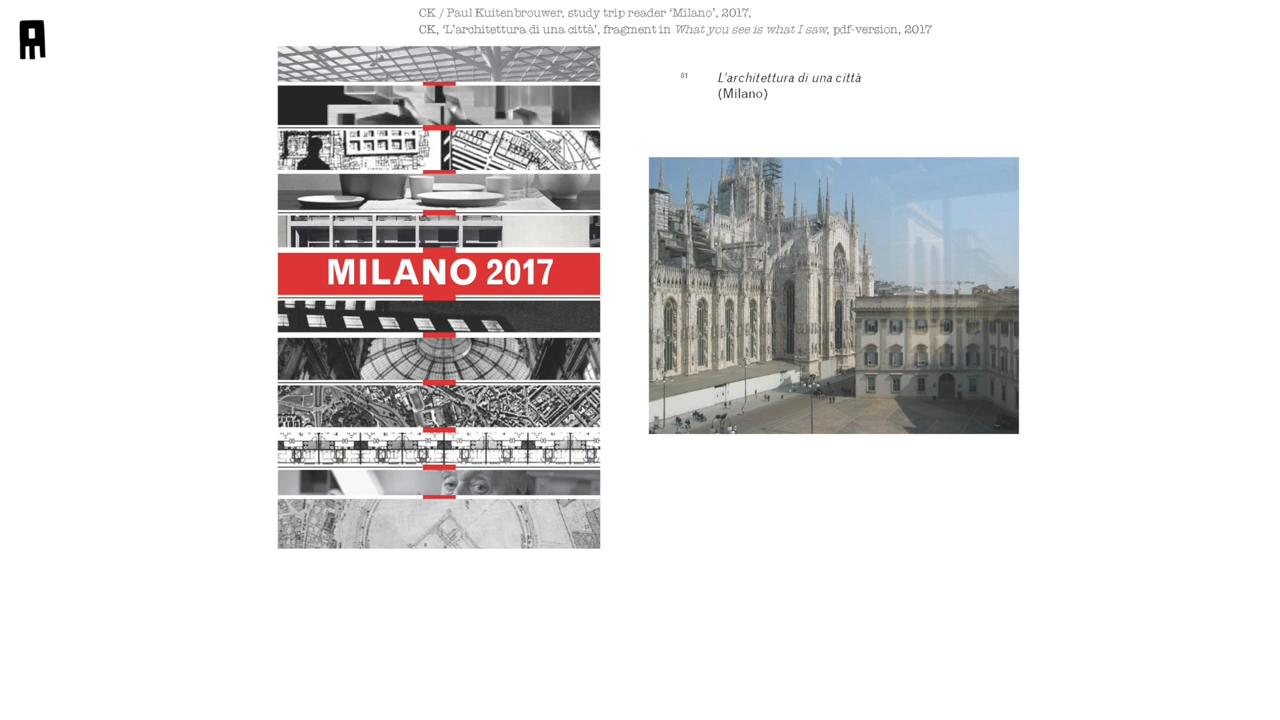 CK / Paul Kuitenbrouwer, study trip reader ‘Milano’, 2017,
CK, ‘L’architettura di una città’, fragment in What you see is what I saw, pdf-version, 2017
81 L’architettura di una città
(Milano)
MILANO 2017